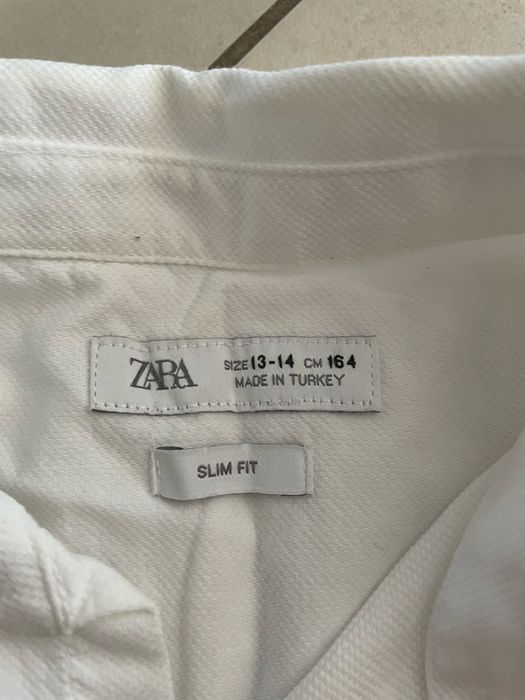 ZARA
SIZE 13-14 CM 164
MADE IN TURKEY
SLIM FIT